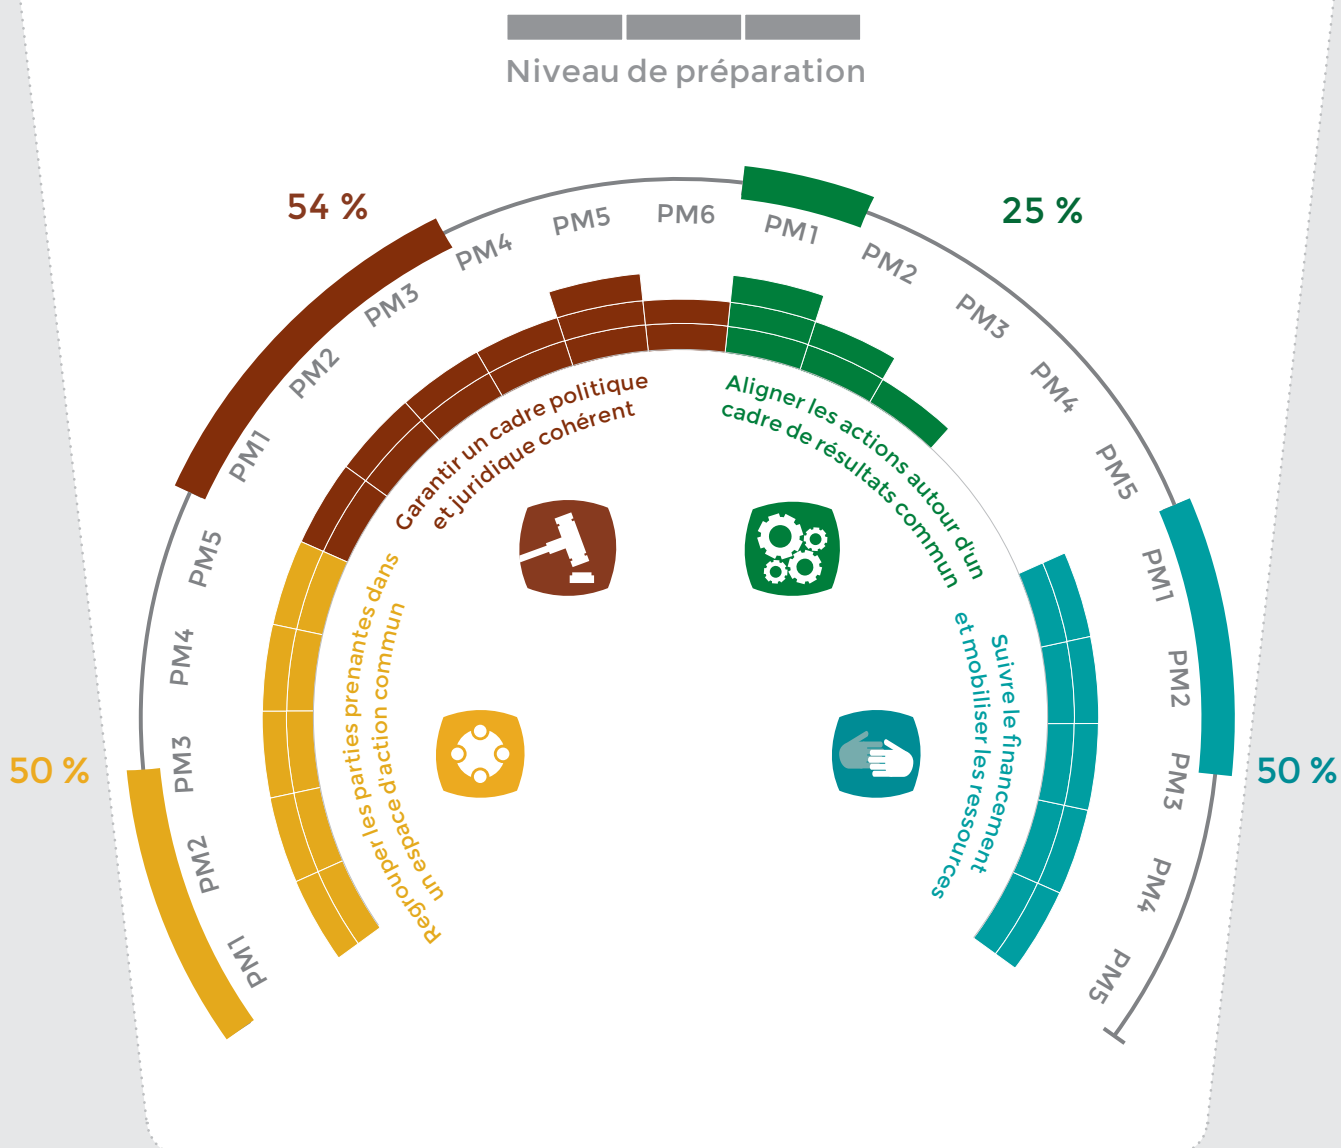 Niveau de préparation
54 %
25 %
50 %
50 %
PM1
PM2
PM3
PM4
PM5
Regrouper les parties prenantes dans
un espace d'action commun
PM1
PM2
PM3
PM4
PM5
PM6
Garantir un cadre politique
et juridique cohérent
PM1
PM2
PM3
PM4
PM5
Aligner les actions autour d'un
cadre de résultats commun
PM1
PM2
PM3
PM4
PM5
Suivre le financement
et mobiliser les ressources